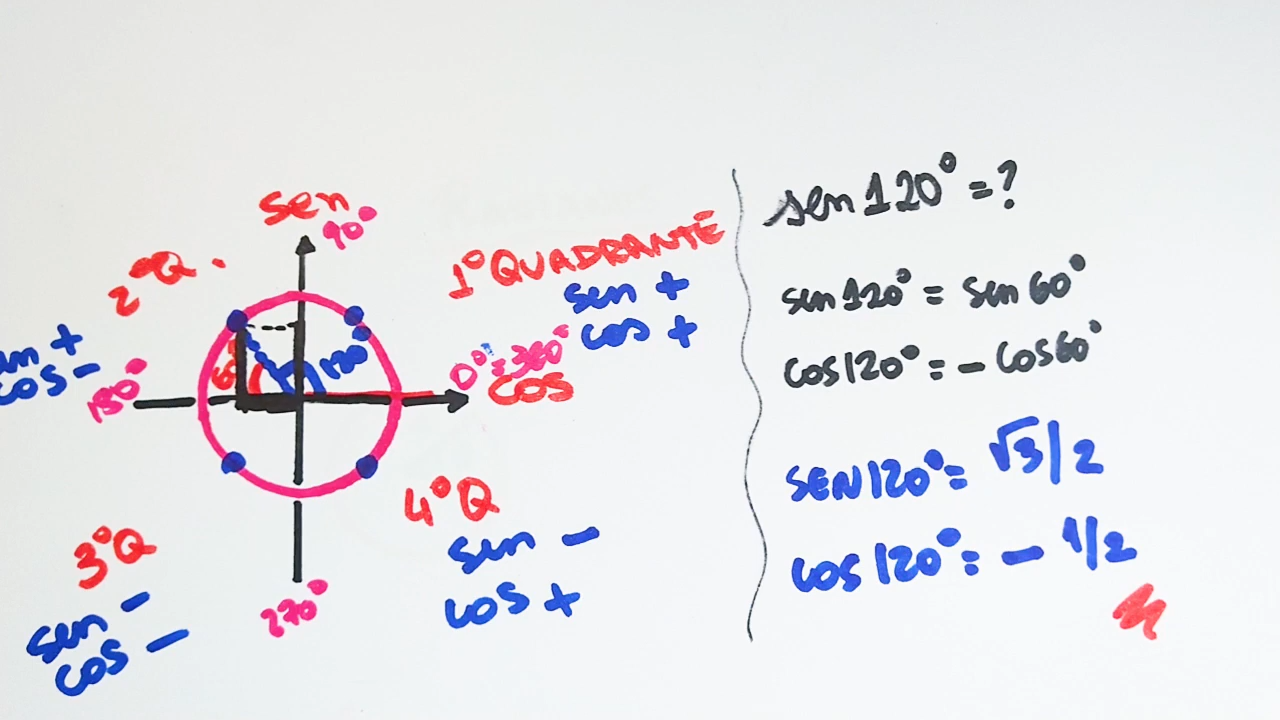 sen
90°
1°QUADRANTE
sen +
cos +
2°Q.
cos -
180°
120°
0°=360°
cos
3°Q
sen -
cos -
270°
4°Q
sen -
cos +
sen 120° = ?
sen 120° = sen 60°
cos 120° = - cos 60°
SEN 120° = √3/2
cos 120° = - 1/2